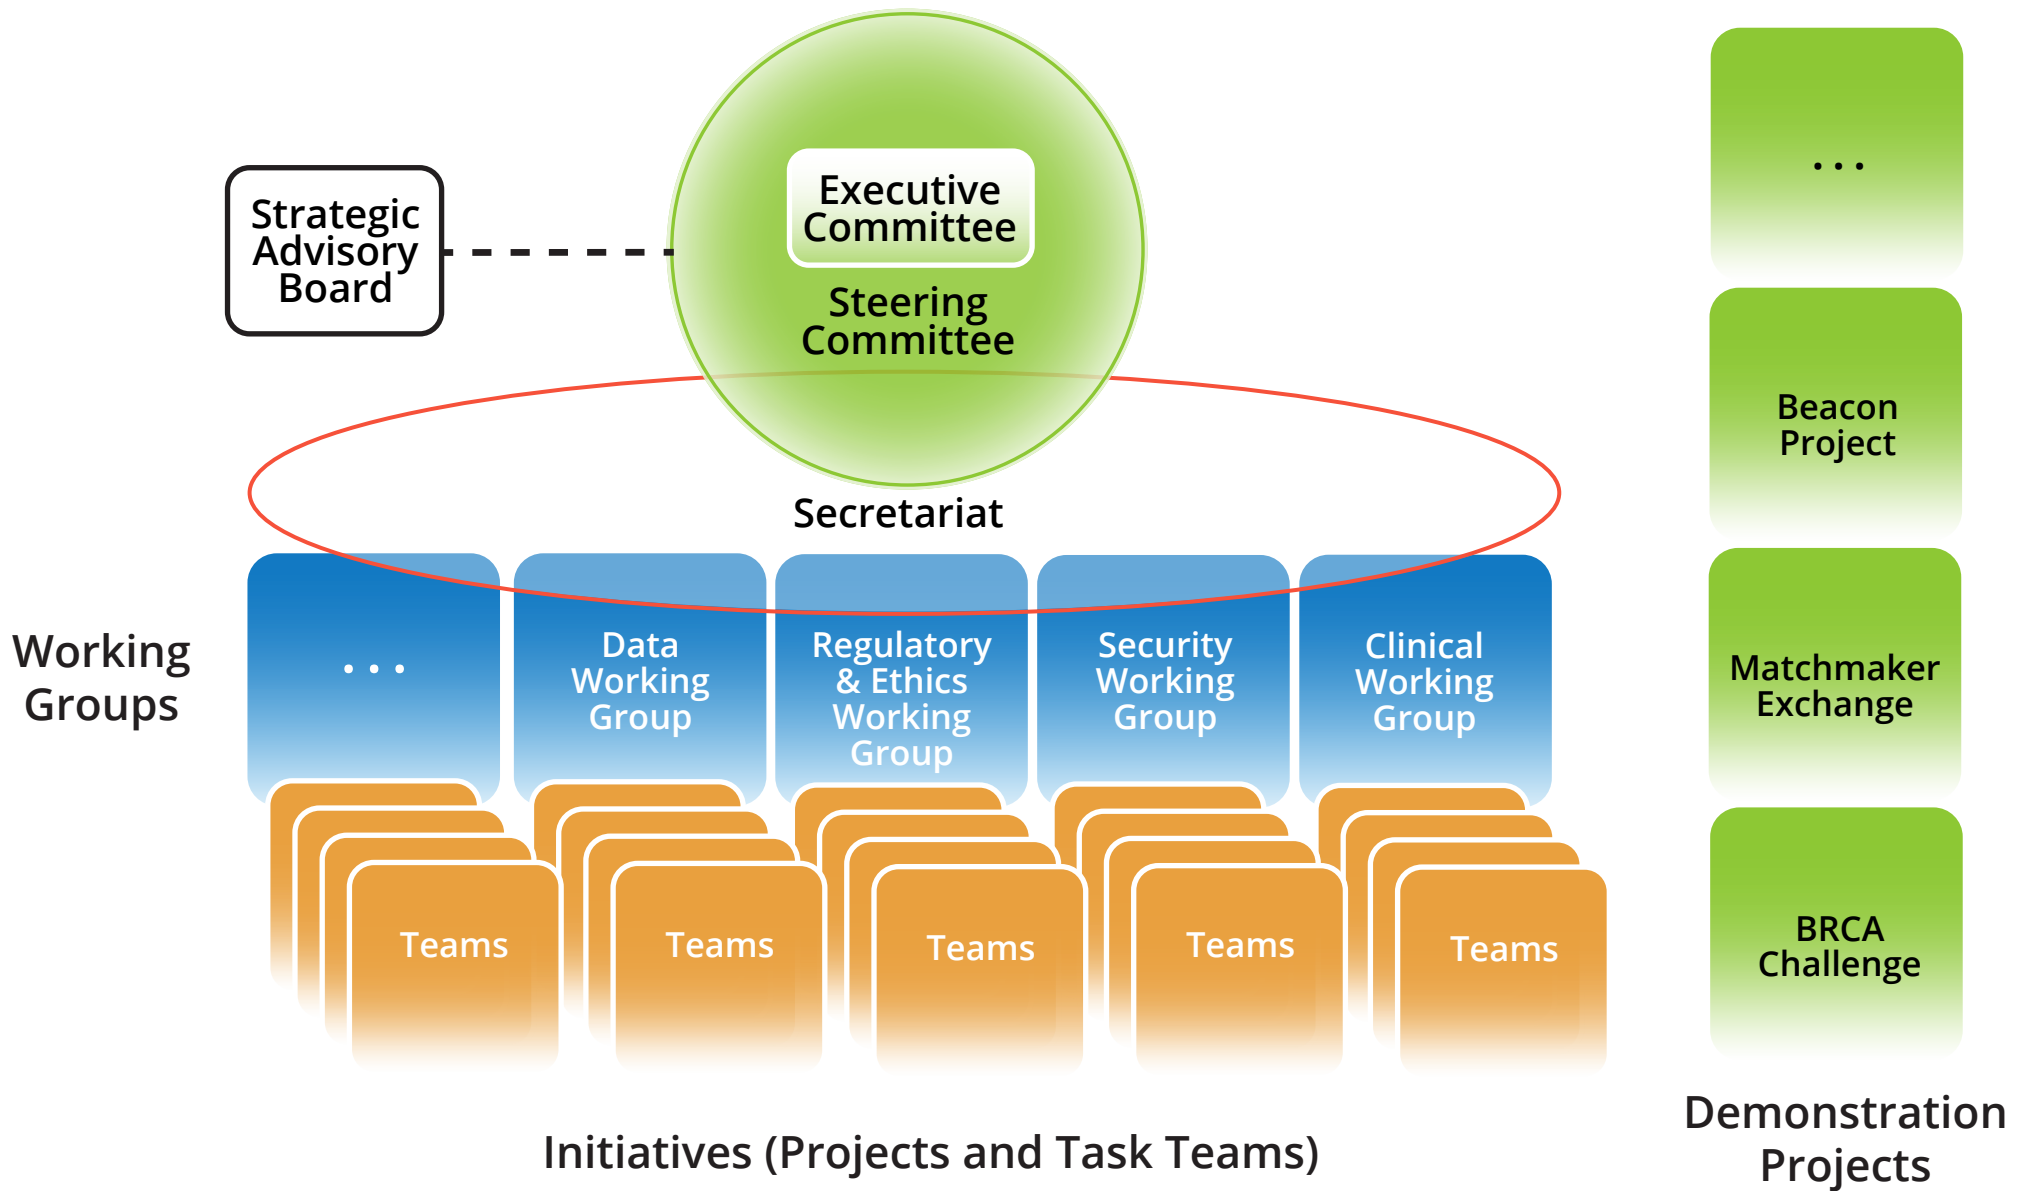 Strategic
Advisory
Board
Executive
Committee
Steering
Committee
Secretariat
Working
Groups
. . .
Data
Working
Group
Regulatory
& Ethics
Working
Group
Security
Working
Group
Clinical
Working
Group
Teams
Teams
Teams
Teams
Teams
Initiatives (Projects and Task Teams)
. . .
Beacon
Project
Matchmaker
Exchange
BRCA
Challenge
Demonstration
Projects